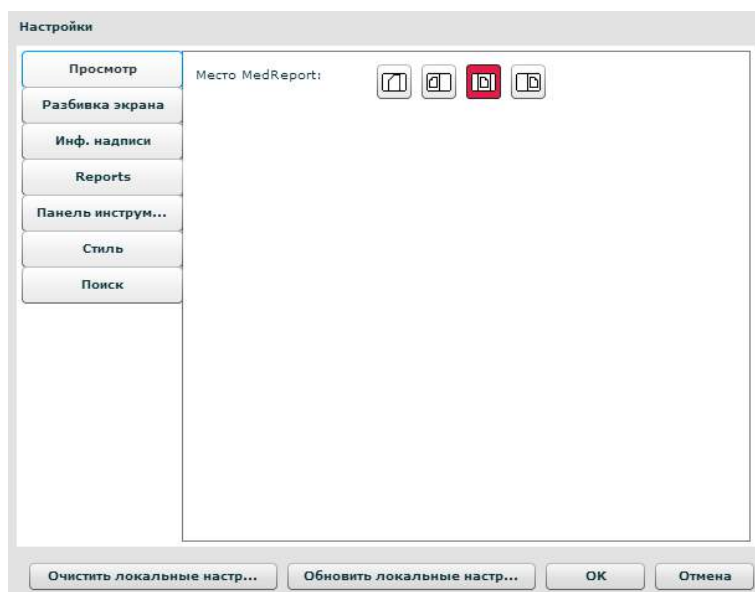 Настройки
Просмотр
Место MedReport:
Разбивка экрана
Инф. надписи
Reports
Панель инструм...
Стиль
Поиск
Очистить локальные настр...
Обновить локальные настр...
OK
Отмена